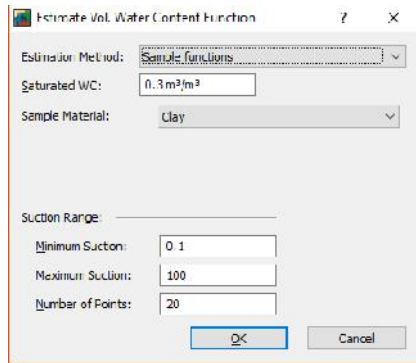 Estimate Vol. Water Content Function ? X
Estimation Method: Sample functions
Saturated WC: 0.3 m³/m³
Sample Material: Clay
Suction Range:
Minimum Suction: 0.1
Maximum Suction: 100
Number of Points: 20
OK Cancel